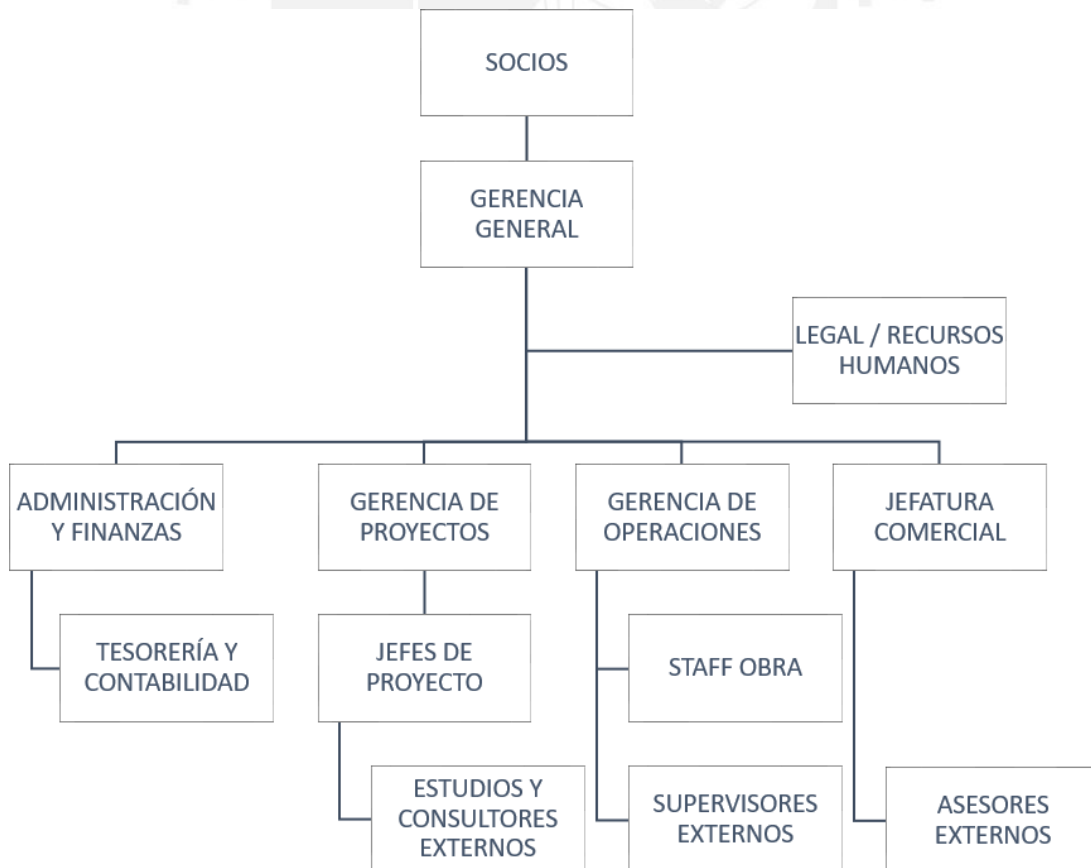 SOCIOS
GERENCIA
GENERAL
LEGAL / RECURSOS
HUMANOS
ADMINISTRACIÓN
Y FINANZAS
GERENCIA DE
PROYECTOS
GERENCIA DE
OPERACIONES
JEFATURA
COMERCIAL
TESORERÍA Y
CONTABILIDAD
JEFES DE
PROYECTO
STAFF OBRA
ESTUDIOS Y
CONSULTORES
EXTERNOS
SUPERVISORES
EXTERNOS
ASESORES
EXTERNOS